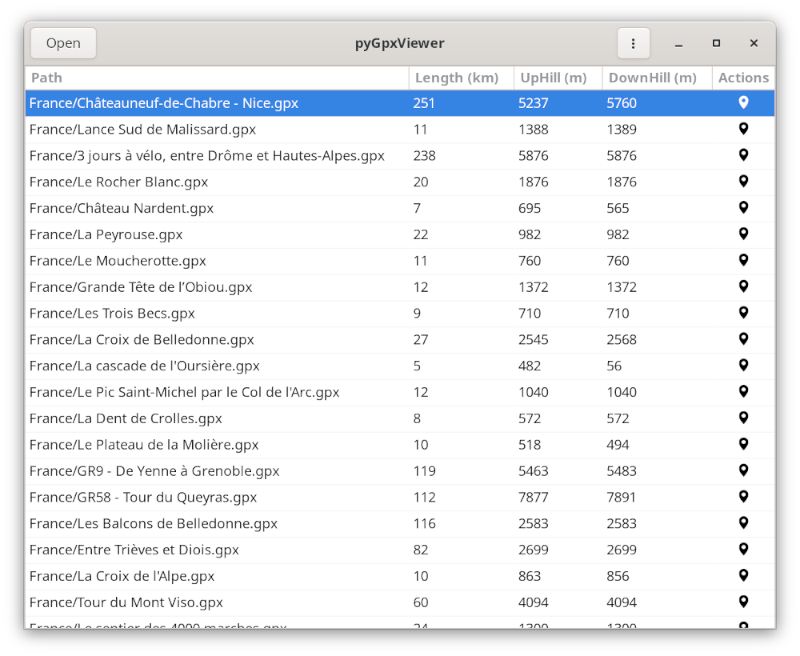 Open pyGpxViewer
Path Length (km) UpHill (m) DownHill (m) Actions
France/Châteauneuf-de-Chabre - Nice.gpx 251 5237 5760
France/Lance Sud de Malissard.gpx 11 1388 1389
France/3 jours à vélo, entre Drôme et Hautes-Alpes.gpx 238 5876 5876
France/Le Rocher Blanc.gpx 20 1876 1876
France/Château Nardent.gpx 7 695 565
France/La Peyrouse.gpx 22 982 982
France/Le Moucherotte.gpx 11 760 760
France/Grande Tête de l’Obiou.gpx 12 1372 1372
France/Les Trois Becs.gpx 9 710 710
France/La Croix de Belledonne.gpx 27 2545 2568
France/La cascade de l'Oursière.gpx 5 482 56
France/Le Pic Saint-Michel par le Col de l'Arc.gpx 12 1040 1040
France/La Dent de Crolles.gpx 8 572 572
France/Le Plateau de la Molière.gpx 10 518 494
France/GR9 - De Yenne à Grenoble.gpx 119 5463 5483
France/GR58 - Tour du Queyras.gpx 112 7877 7891
France/Les Balcons de Belledonne.gpx 116 2583 2583
France/Entre Trièves et Diois.gpx 82 2699 2699
France/La Croix de l'Alpe.gpx 10 863 856
France/Tour du Mont Viso.gpx 60 4094 4094
France/Le sentier des 4000 marches.gpx 24 1300 1300